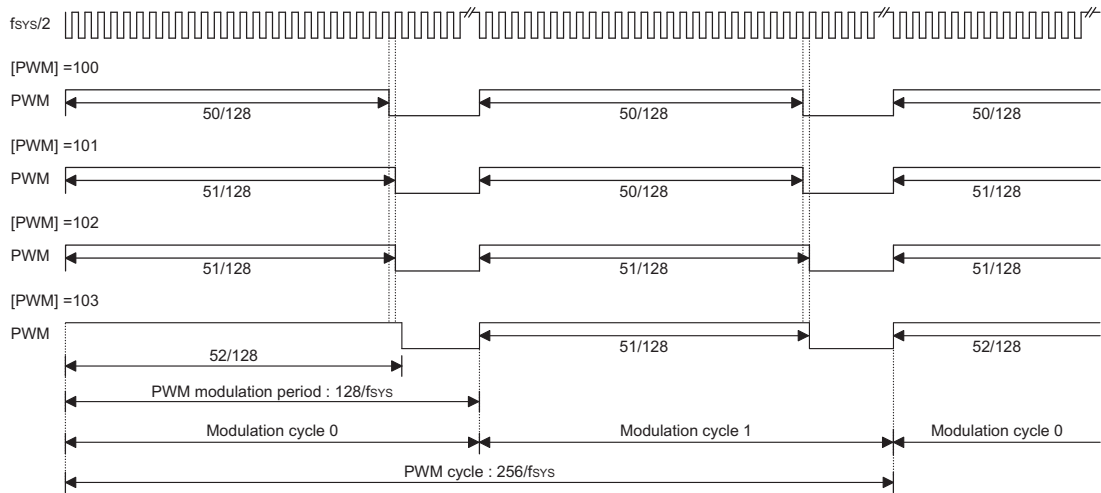 fSYS/2
[PWM] =100
PWM
50/128 50/128 50/128
[PWM] =101
PWM
51/128 50/128 51/128
[PWM] =102
PWM
51/128 51/128 51/128
[PWM] =103
PWM
52/128 51/128 52/128
PWM modulation period : 128/fSYS
Modulation cycle 0 Modulation cycle 1 Modulation cycle 0
PWM cycle : 256/fSYS